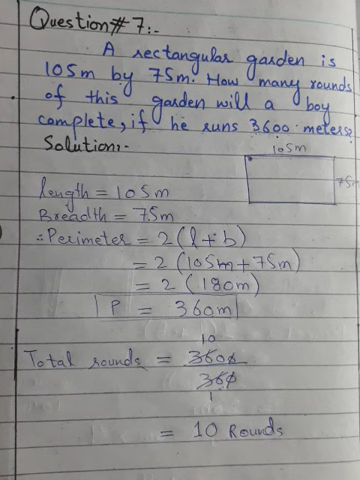 Question# 7:-
A rectangular garden is
105m by 75m. How many rounds
of this garden will a boy
complete, if he runs 3600 meters?
Solution:-
105m
75m
length = 105m
Breadth = 75m
∴ Perimeter = 2(l+b)
= 2(105m+75m)
= 2(180m)
P = 360m
10
Total rounds = 3600
360
1
= 10 Rounds